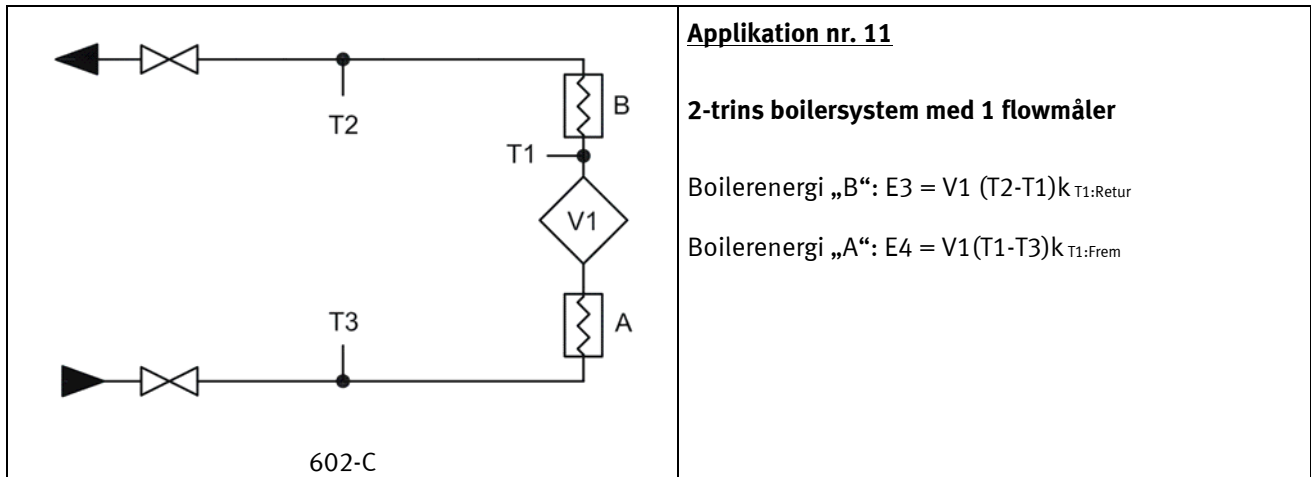 T2
B
T1
V1
T3
A
602-C
Applikation nr. 11
2-trins boilersystem med 1 flowmåler
Boilerenergi „B“: E3 = V1 (T2-T1)k T1:Retur
Boilerenergi „A“: E4 = V1(T1-T3)k T1:Frem